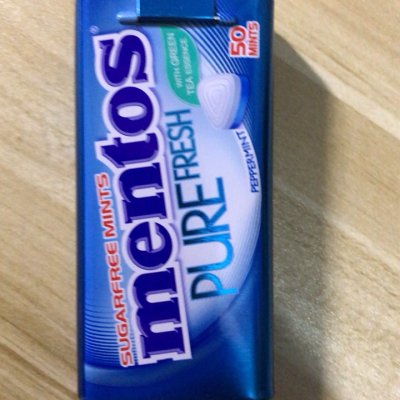 SUGARFREE MINTS
mentos®
PURE FRESH
WITH GREEN
TEA ESSENCE
PEPPERMINT
50
MINTS